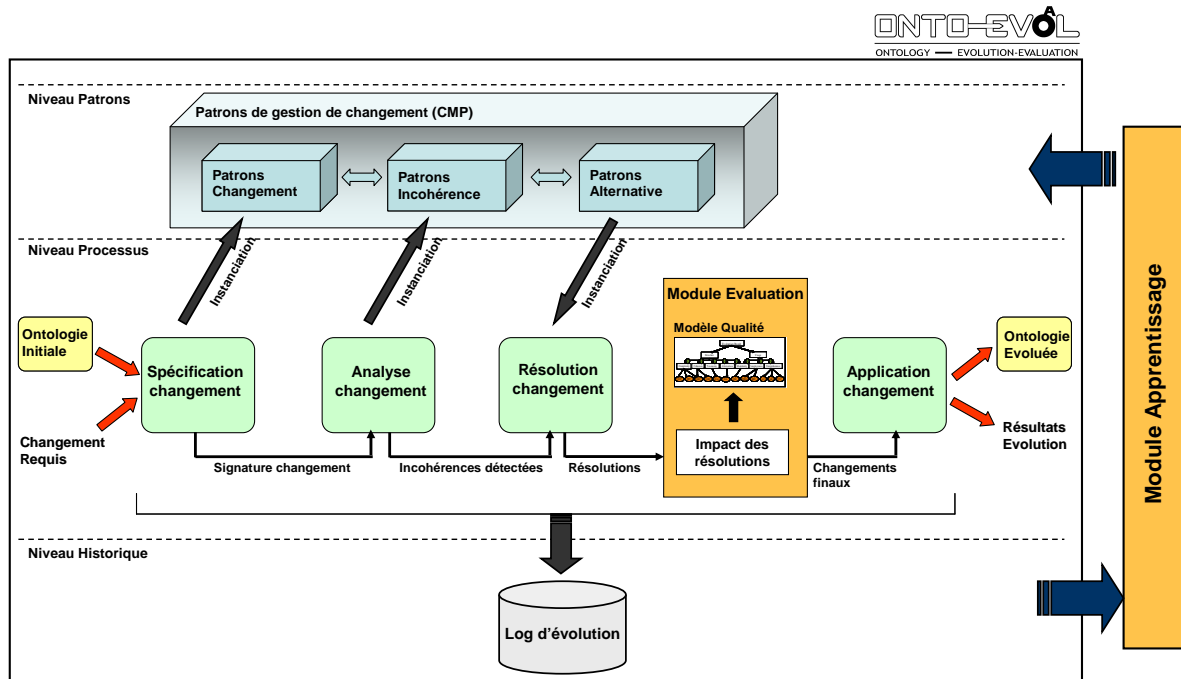 ONTO-EVOAL
ONTOLOGY — EVOLUTION-EVALUATION
Niveau Patrons
Patrons de gestion de changement (CMP)
Patrons
Changement
Patrons
Incohérence
Patrons
Alternative
Niveau Processus
Instanciation
Instanciation
Instanciation
Module Evaluation
Modèle Qualité
Ontologie
Initiale
Spécification
changement
Analyse
changement
Résolution
changement
Application
changement
Ontologie
Evoluée
Changement
Requis
Impact des
résolutions
Résultats
Evolution
Signature changement
Incohérences détectées
Résolutions
Changements
finaux
Niveau Historique
Log d'évolution
Module Apprentissage